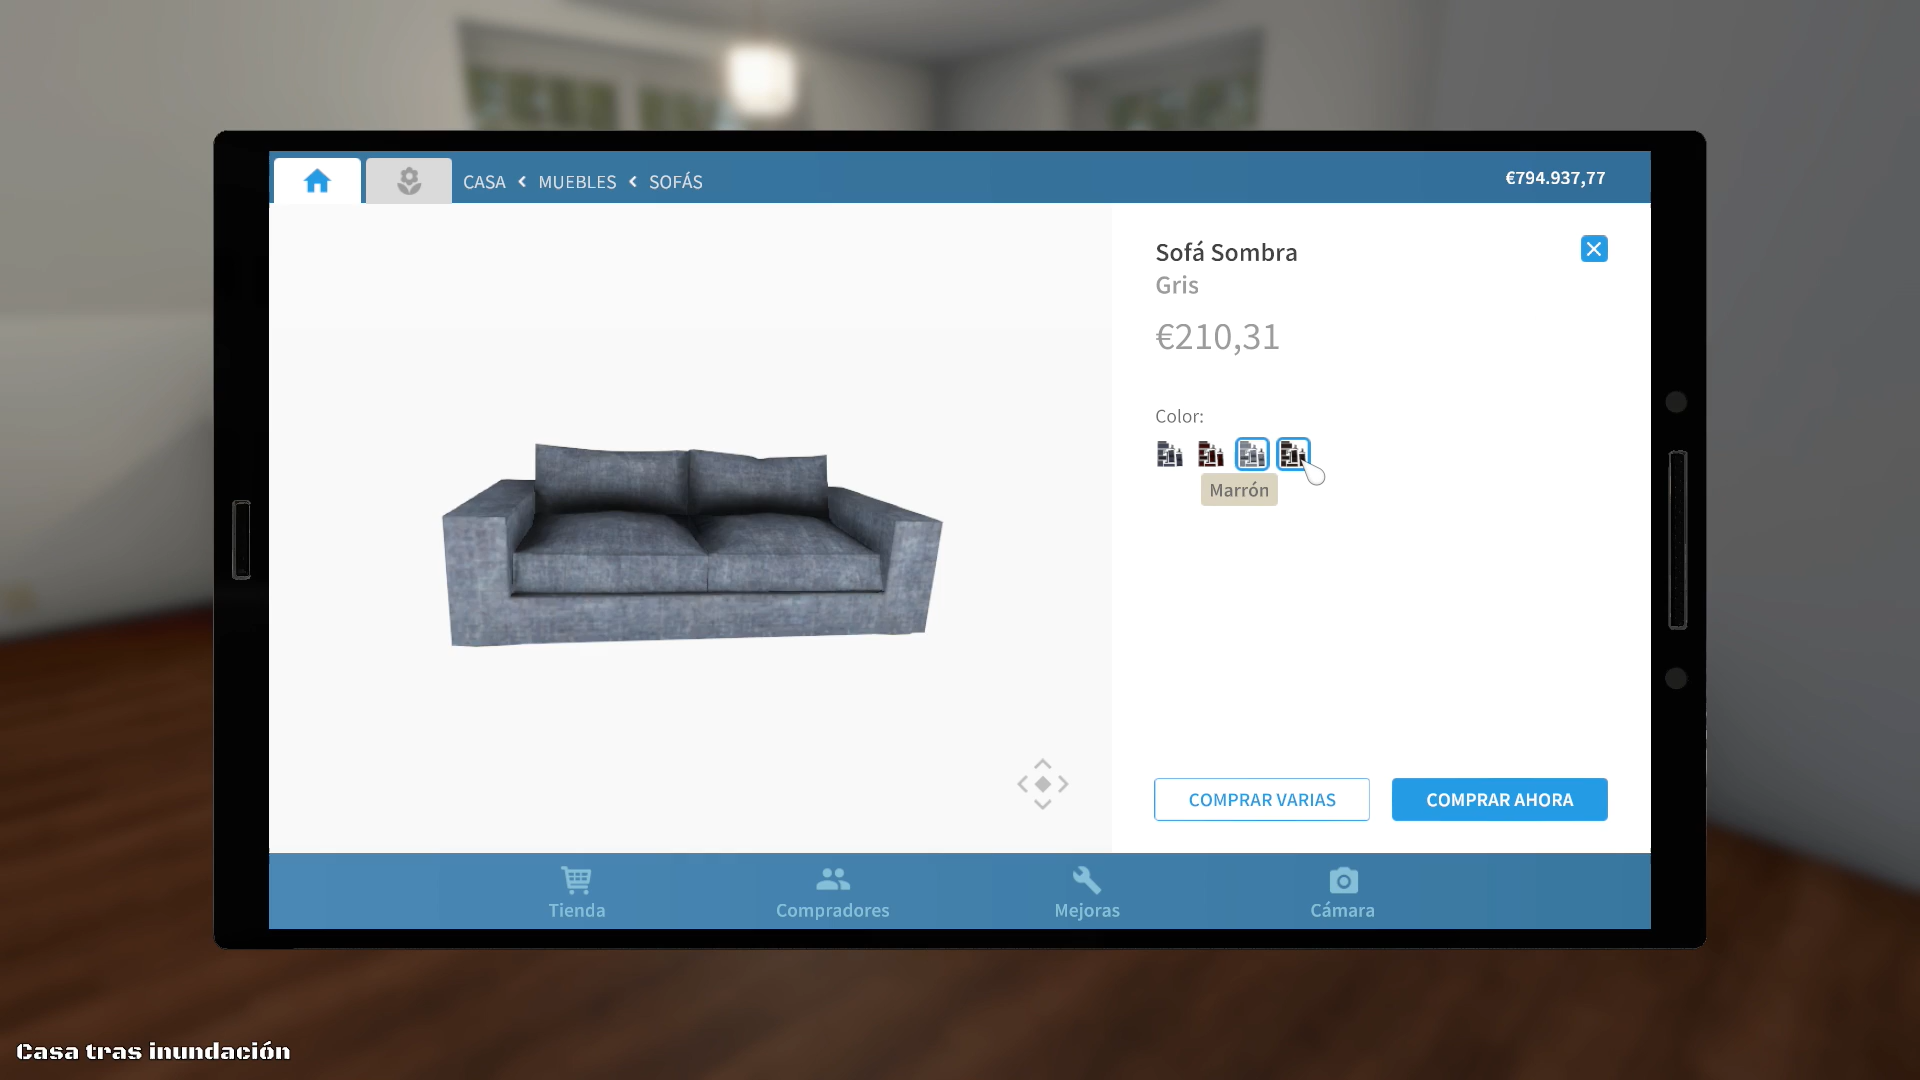 CASA < MUEBLES < SOFÁS
€794.937,77
Sofá Sombra
Gris
€210,31
Color:
Marrón
COMPRAR VARIAS
COMPRAR AHORA
Tienda
Compradores
Mejoras
Cámara
Casa tras inundación